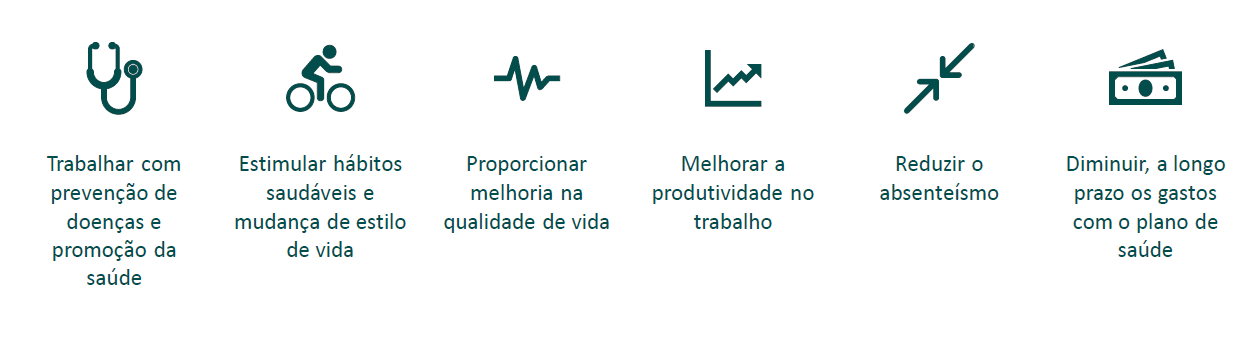 Trabalhar com
prevenção de
doenças e
promoção da
saúde
Estimular hábitos
saudáveis e
mudança de estilo
de vida
Proporcionar
melhoria na
qualidade de vida
Melhorar a
produtividade no
trabalho
Reduzir o
absenteísmo
Diminuir, a longo
prazo os gastos
com o plano de
saúde